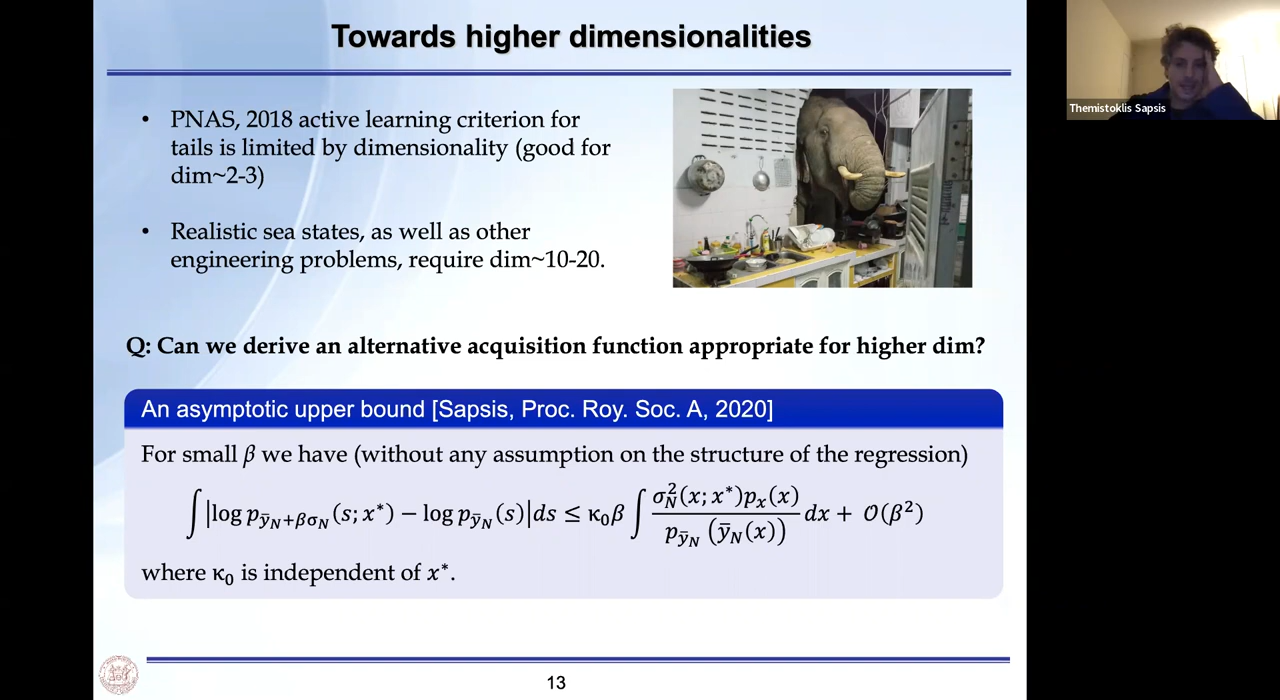 Towards higher dimensionalities
Themistoklis Sapsis
• PNAS, 2018 active learning criterion for
tails is limited by dimensionality (good for
dim~2-3)
• Realistic sea states, as well as other
engineering problems, require dim~10-20.
Q: Can we derive an alternative acquisition function appropriate for higher dim?
An asymptotic upper bound [Sapsis, Proc. Roy. Soc. A, 2020]
For small β we have (without any assumption on the structure of the regression)
∫|log p_{ȳ_N+βσ_N}(s; x*) − log p_{ȳ_N}(s)|ds ≤ κ₀β ∫ σ_N²(x; x*)p_x(x) / p_{ȳ_N}(ȳ_N(x)) dx + 𝒪(β²)
where κ₀ is independent of x*.
13